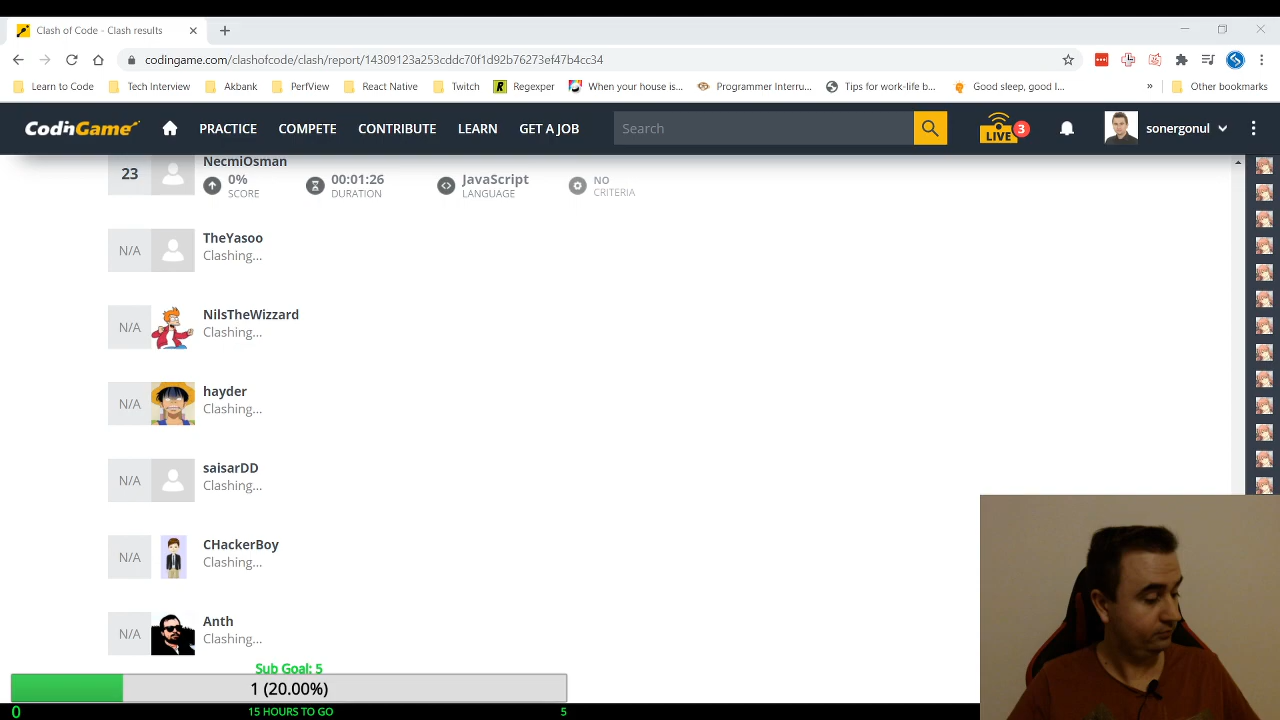 Clash of Code - Clash results
codingame.com/clashofcode/clash/report/14309123a253cddc70f1d92b76273ef47b4cc34
Learn to Code Tech Interview Akbank PerfView React Native Twitch Regexper When your house is... Programmer Interru... Tips for work-life b... Good sleep, good l... » Other bookmarks
CodinGame PRACTICE COMPETE CONTRIBUTE LEARN GET A JOB Search LIVE 3 sonergonul
23 NecmiOsman
0% 00:01:26 JavaScript NO
SCORE DURATION LANGUAGE CRITERIA
TheYasoo
N/A Clashing...
NilsTheWizzard
N/A Clashing...
hayder
N/A Clashing...
saisarDD
N/A Clashing...
CHackerBoy
N/A Clashing...
Anth
N/A Clashing...
Sub Goal: 5
1 (20.00%)
0 15 HOURS TO GO 5